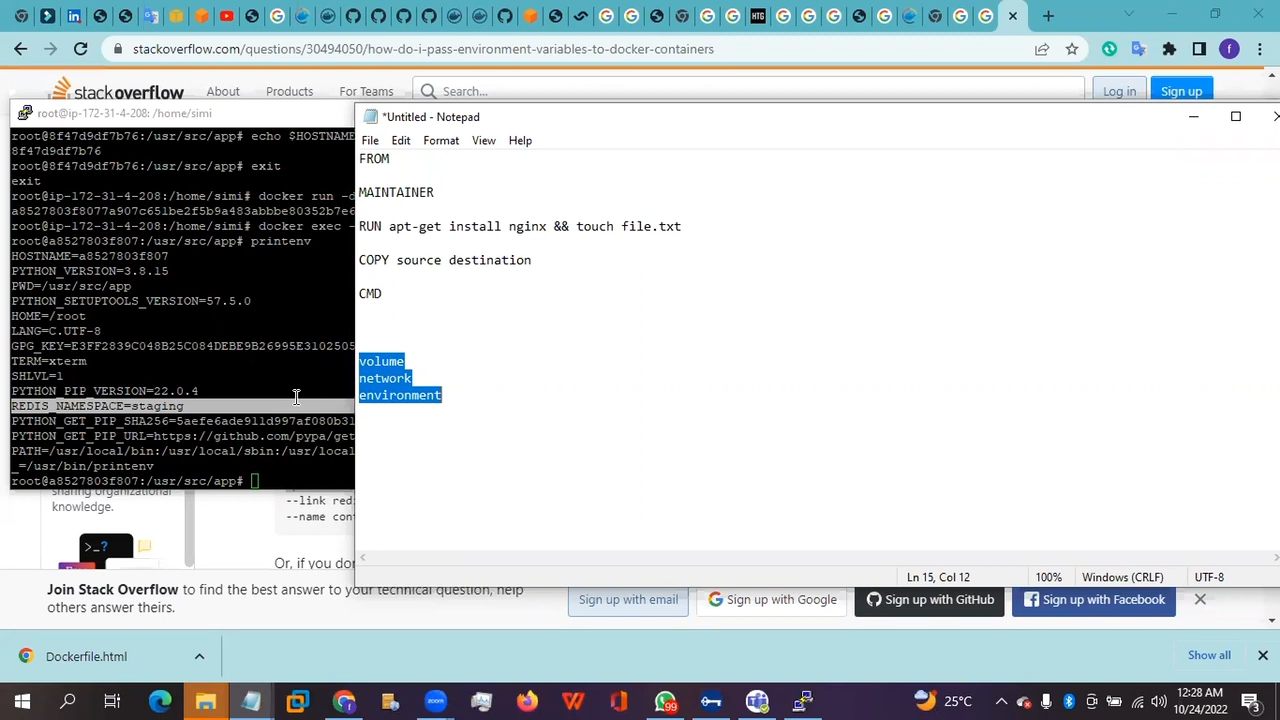 stackoverflow.com/questions/30494050/how-do-i-pass-environment-variables-to-docker-containers
f
stackoverflow
About
Products
For Teams
Search...
Log in
Sign up
root@ip-172-31-4-208: /home/simi
root@8f47d9df7b76:/usr/src/app# echo $HOSTNAME
8f47d9df7b76
root@8f47d9df7b76:/usr/src/app# exit
exit
root@ip-172-31-4-208:/home/simi# docker run -d
a8527803f8077a907c651be2f5b9a483abbbe80352b7e6
root@ip-172-31-4-208:/home/simi# docker exec -
root@a8527803f807:/usr/src/app# printenv
HOSTNAME=a8527803f807
PYTHON_VERSION=3.8.15
PWD=/usr/src/app
PYTHON_SETUPTOOLS_VERSION=57.5.0
HOME=/root
LANG=C.UTF-8
GPG_KEY=E3FF2839C048B25C084DEBE9B26995E3102505
TERM=xterm
SHLVL=1
PYTHON_PIP_VERSION=22.0.4
REDIS_NAMESPACE=staging
PYTHON_GET_PIP_SHA256=5aefe6ade911d997af080b31
PYTHON_GET_PIP_URL=https://github.com/pypa/get
PATH=/usr/local/bin:/usr/local/sbin:/usr/local
_=/usr/bin/printenv
root@a8527803f807:/usr/src/app#
*Untitled - Notepad
File Edit Format View Help
FROM
MAINTAINER
RUN apt-get install nginx && touch file.txt
COPY source destination
CMD
volume
network
environment
Ln 15, Col 12
100%
Windows (CRLF)
UTF-8
sharing organizational
knowledge.
>_?
--link redi
--name cont
Or, if you don
Join Stack Overflow to find the best answer to your technical question, help
others answer theirs.
Sign up with email
Sign up with Google
Sign up with GitHub
Sign up with Facebook
Dockerfile.html
Show all
zoom
99
25°C
12:28 AM
10/24/2022
3